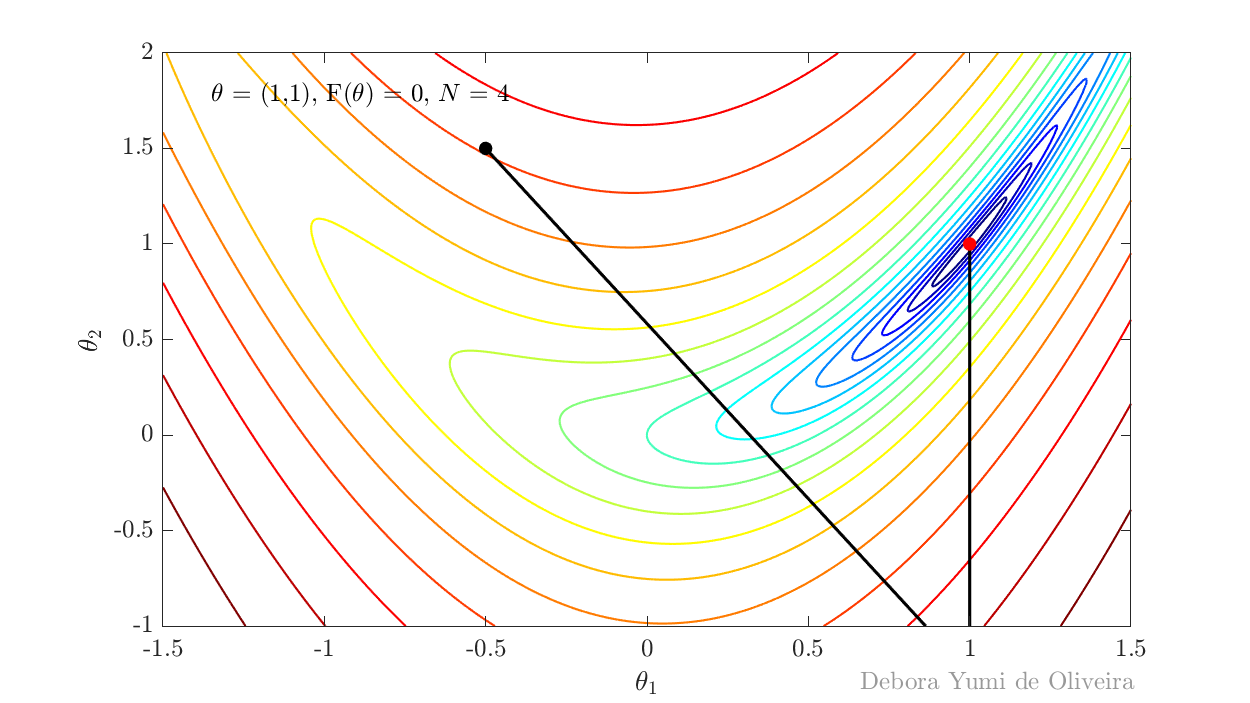 θ = (1,1), F(θ) = 0, N = 4
2
1.5
1
0.5
0
-0.5
-1
θ₂
-1.5 -1 -0.5 0 0.5 1 1.5
θ₁
Debora Yumi de Oliveira